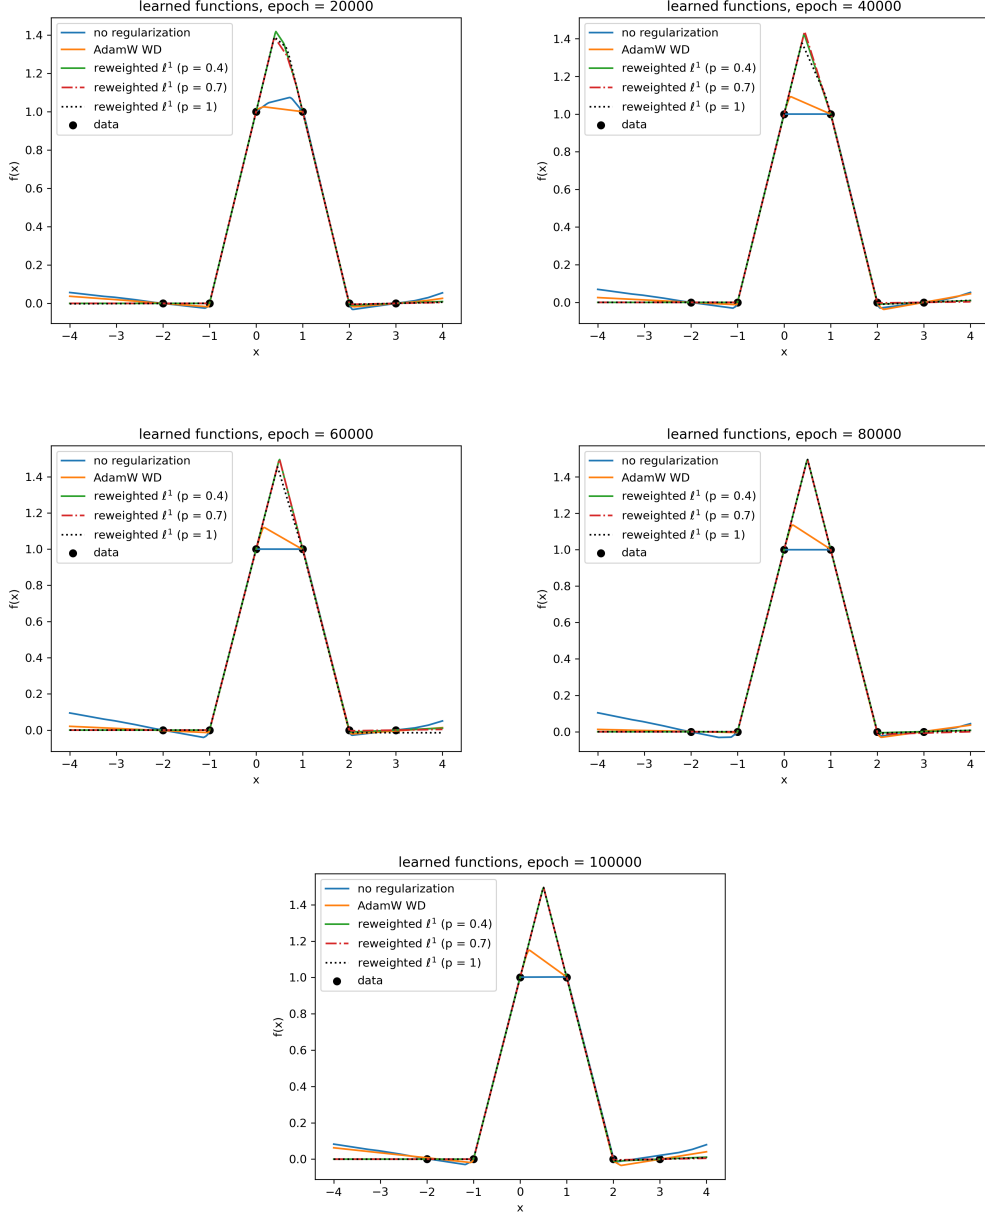 learned functions, epoch = 20000
no regularization
AdamW WD
reweighted ℓ¹ (p = 0.4)
reweighted ℓ¹ (p = 0.7)
reweighted ℓ¹ (p = 1)
data
f(x)
1.4
1.2
1.0
0.8
0.6
0.4
0.2
0.0
−4 −3 −2 −1 0 1 2 3 4
x
learned functions, epoch = 40000
no regularization
AdamW WD
reweighted ℓ¹ (p = 0.4)
reweighted ℓ¹ (p = 0.7)
reweighted ℓ¹ (p = 1)
data
f(x)
1.4
1.2
1.0
0.8
0.6
0.4
0.2
0.0
−4 −3 −2 −1 0 1 2 3 4
x
learned functions, epoch = 60000
no regularization
AdamW WD
reweighted ℓ¹ (p = 0.4)
reweighted ℓ¹ (p = 0.7)
reweighted ℓ¹ (p = 1)
data
f(x)
1.4
1.2
1.0
0.8
0.6
0.4
0.2
0.0
−4 −3 −2 −1 0 1 2 3 4
x
learned functions, epoch = 80000
no regularization
AdamW WD
reweighted ℓ¹ (p = 0.4)
reweighted ℓ¹ (p = 0.7)
reweighted ℓ¹ (p = 1)
data
f(x)
1.4
1.2
1.0
0.8
0.6
0.4
0.2
0.0
−4 −3 −2 −1 0 1 2 3 4
x
learned functions, epoch = 100000
no regularization
AdamW WD
reweighted ℓ¹ (p = 0.4)
reweighted ℓ¹ (p = 0.7)
reweighted ℓ¹ (p = 1)
data
f(x)
1.4
1.2
1.0
0.8
0.6
0.4
0.2
0.0
−4 −3 −2 −1 0 1 2 3 4
x